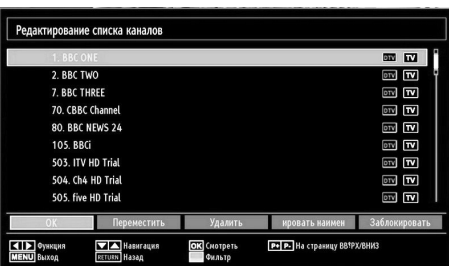 Редактирование списка каналов
1. BBC ONE DTV TV
2. BBC TWO DTV TV
7. BBC THREE DTV TV
70. CBBC Channel DTV TV
80. BBC NEWS 24 DTV TV
105. BBCi DTV TV
503. ITV HD Trial DTV TV
504. Ch4 HD Trial DTV TV
505. five HD Trial DTV TV
OK Переместить Удалить ировать наимен Заблокировать
Функция Навигация OK Смотреть P+ P- На страницу ВВ↑РХ/ВНИЗ
MENU Выход RETURN Назад Фильтр